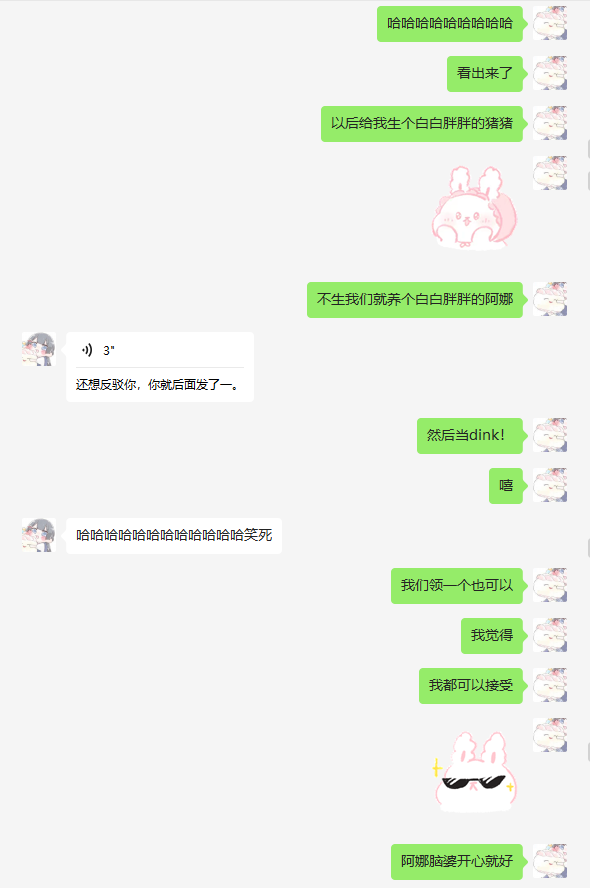 哈哈哈哈哈哈哈哈哈
看出来了
以后给我生个白白胖胖的猪猪
不生我们就养个白白胖胖的阿娜
3"
还想反驳你，你就后面发了一。
然后当dink！
嘻
哈哈哈哈哈哈哈哈哈哈哈哈笑死
我们领一个也可以
我觉得
我都可以接受
阿娜脑婆开心就好